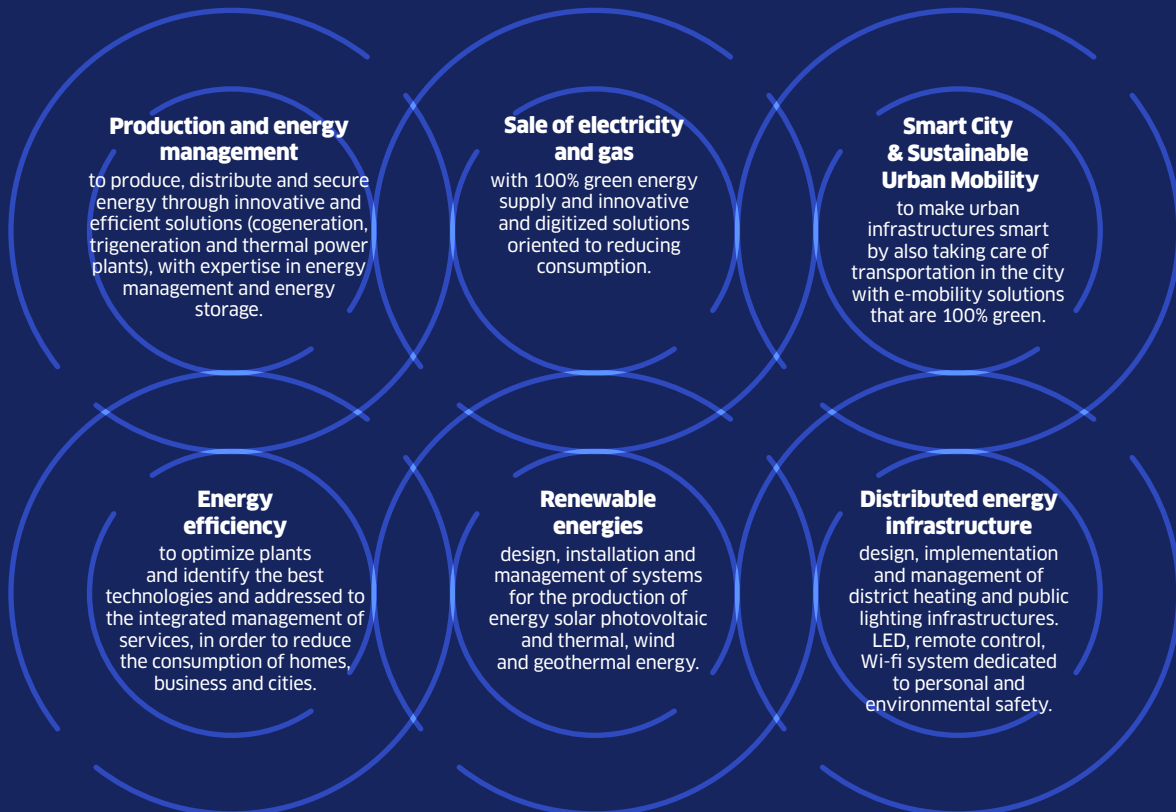 Production and energy
management
to produce, distribute and secure
energy through innovative and
efficient solutions (cogeneration,
trigeneration and thermal power
plants), with expertise in energy
management and energy
storage.
Sale of electricity
and gas
with 100% green energy
supply and innovative
and digitized solutions
oriented to reducing
consumption.
Smart City
& Sustainable
Urban Mobility
to make urban
infrastructures smart
by also taking care of
transportation in the city
with e-mobility solutions
that are 100% green.
Energy
efficiency
to optimize plants
and identify the best
technologies and addressed to
the integrated management of
services, in order to reduce
the consumption of homes,
business and cities.
Renewable
energies
design, installation and
management of systems
for the production of
energy solar photovoltaic
and thermal, wind
and geothermal energy.
Distributed energy
infrastructure
design, implementation
and management of
district heating and public
lighting infrastructures.
LED, remote control,
Wi-fi system dedicated
to personal and
environmental safety.